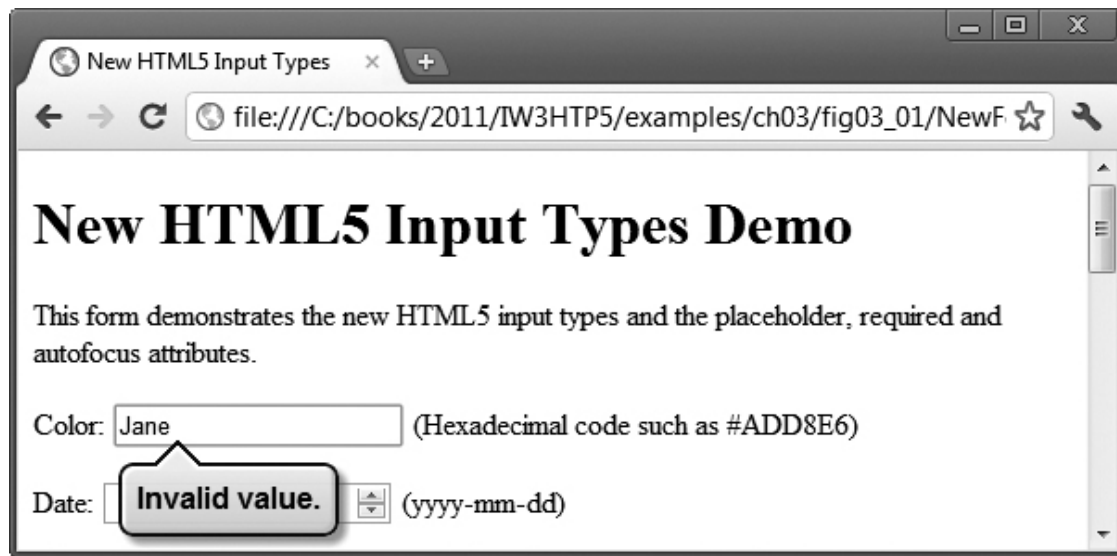 New HTML5 Input Types
file:///C:/books/2011/IW3HTP5/examples/ch03/fig03_01/NewF
New HTML5 Input Types Demo
This form demonstrates the new HTML5 input types and the placeholder, required and
autofocus attributes.
Color: Jane (Hexadecimal code such as #ADD8E6)
Invalid value.
Date: (yyyy-mm-dd)